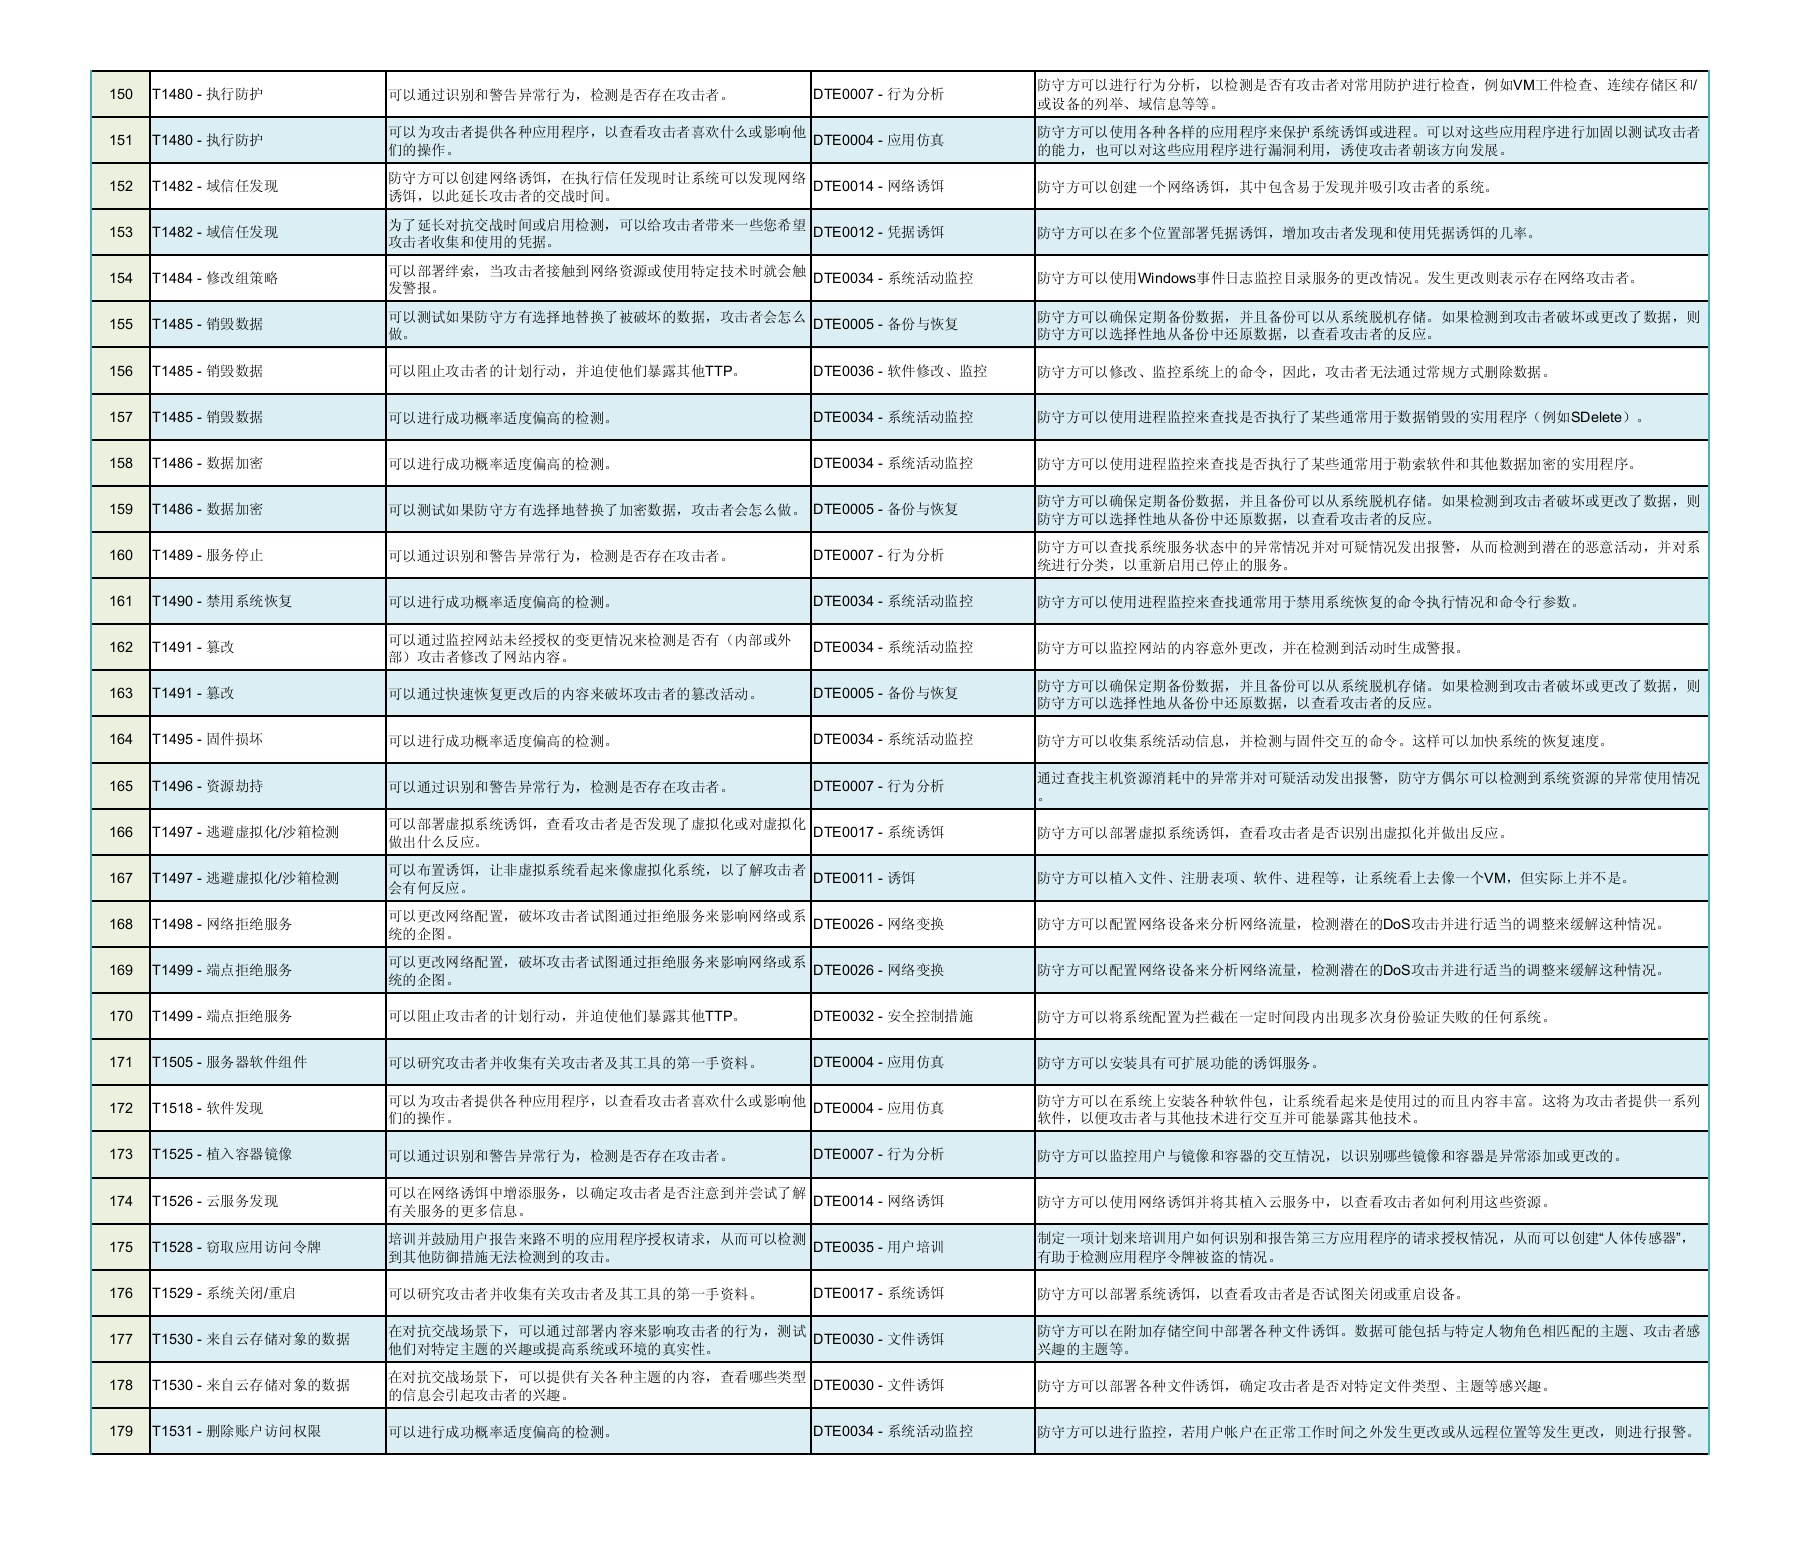 150 T1480 - 执行防护 可以通过识别和警告异常行为，检测是否存在攻击者。 DTE0007 - 行为分析 防守方可以进行行为分析，以检测是否有攻击者对常用防护进行检查，例如VM工件检查、连续存储区和/
或设备的列举、域信息等等。
151 T1480 - 执行防护 可以为攻击者提供各种应用程序，以查看攻击者喜欢什么或影响他
们的操作。 DTE0004 - 应用仿真 防守方可以使用各种各样的应用程序来保护系统诱饵或进程。可以对这些应用程序进行加固以测试攻击者
的能力，也可以对这些应用程序进行漏洞利用，诱使攻击者朝该方向发展。
152 T1482 - 域信任发现 防守方可以创建网络诱饵，在执行信任发现时让系统可以发现网络
诱饵，以此延长攻击者的交战时间。 DTE0014 - 网络诱饵 防守方可以创建一个网络诱饵，其中包含易于发现并吸引攻击者的系统。
153 T1482 - 域信任发现 为了延长对抗交战时间或启用检测，可以给攻击者带来一些您希望
攻击者收集和使用的凭据。 DTE0012 - 凭据诱饵 防守方可以在多个位置部署凭据诱饵，增加攻击者发现和使用凭据诱饵的几率。
154 T1484 - 修改组策略 可以部署绊索，当攻击者接触到网络资源或使用特定技术时就会触
发警报。 DTE0034 - 系统活动监控 防守方可以使用Windows事件日志监控目录服务的更改情况。发生更改则表示存在网络攻击者。
155 T1485 - 销毁数据 可以测试如果防守方有选择地替换了被破坏的数据，攻击者会怎么
做。 DTE0005 - 备份与恢复 防守方可以确保定期备份数据，并且备份可以从系统脱机存储。如果检测到攻击者破坏或更改了数据，则
防守方可以选择性地从备份中还原数据，以查看攻击者的反应。
156 T1485 - 销毁数据 可以阻止攻击者的计划行动，并迫使他们暴露其他TTP。 DTE0036 - 软件修改、监控 防守方可以修改、监控系统上的命令，因此，攻击者无法通过常规方式删除数据。
157 T1485 - 销毁数据 可以进行成功概率适度偏高的检测。 DTE0034 - 系统活动监控 防守方可以使用进程监控来查找是否执行了某些通常用于数据销毁的实用程序（例如SDelete）。
158 T1486 - 数据加密 可以进行成功概率适度偏高的检测。 DTE0034 - 系统活动监控 防守方可以使用进程监控来查找是否执行了某些通常用于勒索软件和其他数据加密的实用程序。
159 T1486 - 数据加密 可以测试如果防守方有选择地替换了加密数据，攻击者会怎么做。 DTE0005 - 备份与恢复 防守方可以确保定期备份数据，并且备份可以从系统脱机存储。如果检测到攻击者破坏或更改了数据，则
防守方可以选择性地从备份中还原数据，以查看攻击者的反应。
160 T1489 - 服务停止 可以通过识别和警告异常行为，检测是否存在攻击者。 DTE0007 - 行为分析 防守方可以查找系统服务状态中的异常情况并对可疑情况发出报警，从而检测到潜在的恶意活动，并对系
统进行分类，以重新启用已停止的服务。
161 T1490 - 禁用系统恢复 可以进行成功概率适度偏高的检测。 DTE0034 - 系统活动监控 防守方可以使用进程监控来查找通常用于禁用系统恢复的命令执行情况和命令行参数。
162 T1491 - 篡改 可以通过监控网站未经授权的变更情况来检测是否有（内部或外
部）攻击者修改了网站内容。 DTE0034 - 系统活动监控 防守方可以监控网站的内容意外更改，并在检测到活动时生成警报。
163 T1491 - 篡改 可以通过快速恢复更改后的内容来破坏攻击者的篡改活动。 DTE0005 - 备份与恢复 防守方可以确保定期备份数据，并且备份可以从系统脱机存储。如果检测到攻击者破坏或更改了数据，则
防守方可以选择性地从备份中还原数据，以查看攻击者的反应。
164 T1495 - 固件损坏 可以进行成功概率适度偏高的检测。 DTE0034 - 系统活动监控 防守方可以收集系统活动信息，并检测与固件交互的命令。这样可以加快系统的恢复速度。
165 T1496 - 资源劫持 可以通过识别和警告异常行为，检测是否存在攻击者。 DTE0007 - 行为分析 通过查找主机资源消耗中的异常并对可疑活动发出报警，防守方偶尔可以检测到系统资源的异常使用情况
。
166 T1497 - 逃避虚拟化/沙箱检测 可以部署虚拟系统诱饵，查看攻击者是否发现了虚拟化或对虚拟化
做出什么反应。 DTE0017 - 系统诱饵 防守方可以部署虚拟系统诱饵，查看攻击者是否识别出虚拟化并做出反应。
167 T1497 - 逃避虚拟化/沙箱检测 可以布置诱饵，让非虚拟系统看起来像虚拟化系统，以了解攻击者
会有何反应。 DTE0011 - 诱饵 防守方可以植入文件、注册表项、软件、进程等，让系统看上去像一个VM，但实际上并不是。
168 T1498 - 网络拒绝服务 可以更改网络配置，破坏攻击者试图通过拒绝服务来影响网络或系
统的企图。 DTE0026 - 网络变换 防守方可以配置网络设备来分析网络流量，检测潜在的DoS攻击并进行适当的调整来缓解这种情况。
169 T1499 - 端点拒绝服务 可以更改网络配置，破坏攻击者试图通过拒绝服务来影响网络或系
统的企图。 DTE0026 - 网络变换 防守方可以配置网络设备来分析网络流量，检测潜在的DoS攻击并进行适当的调整来缓解这种情况。
170 T1499 - 端点拒绝服务 可以阻止攻击者的计划行动，并迫使他们暴露其他TTP。 DTE0032 - 安全控制措施 防守方可以将系统配置为拦截在一定时间段内出现多次身份验证失败的任何系统。
171 T1505 - 服务器软件组件 可以研究攻击者并收集有关攻击者及其工具的第一手资料。 DTE0004 - 应用仿真 防守方可以安装具有可扩展功能的诱饵服务。
172 T1518 - 软件发现 可以为攻击者提供各种应用程序，以查看攻击者喜欢什么或影响他
们的操作。 DTE0004 - 应用仿真 防守方可以在系统上安装各种软件包，让系统看起来是使用过的而且内容丰富。这将为攻击者提供一系列
软件，以便攻击者与其他技术进行交互并可能暴露其他技术。
173 T1525 - 植入容器镜像 可以通过识别和警告异常行为，检测是否存在攻击者。 DTE0007 - 行为分析 防守方可以监控用户与镜像和容器的交互情况，以识别哪些镜像和容器是异常添加或更改的。
174 T1526 - 云服务发现 可以在网络诱饵中增添服务，以确定攻击者是否注意到并尝试了解
有关服务的更多信息。 DTE0014 - 网络诱饵 防守方可以使用网络诱饵并将其植入云服务中，以查看攻击者如何利用这些资源。
175 T1528 - 窃取应用访问令牌 培训并鼓励用户报告来路不明的应用程序授权请求，从而可以检测
到其他防御措施无法检测到的攻击。 DTE0035 - 用户培训 制定一项计划来培训用户如何识别和报告第三方应用程序的请求授权情况，从而可以创建“人体传感器”，
有助于检测应用程序令牌被盗的情况。
176 T1529 - 系统关闭/重启 可以研究攻击者并收集有关攻击者及其工具的第一手资料。 DTE0017 - 系统诱饵 防守方可以部署系统诱饵，以查看攻击者是否试图关闭或重启设备。
177 T1530 - 来自云存储对象的数据 在对抗交战场景下，可以通过部署内容来影响攻击者的行为，测试
他们对特定主题的兴趣或提高系统或环境的真实性。 DTE0030 - 文件诱饵 防守方可以在附加存储空间中部署各种文件诱饵。数据可能包括与特定人物角色相匹配的主题、攻击者感
兴趣的主题等。
178 T1530 - 来自云存储对象的数据 在对抗交战场景下，可以提供有关各种主题的内容，查看哪些类型
的信息会引起攻击者的兴趣。 DTE0030 - 文件诱饵 防守方可以部署各种文件诱饵，确定攻击者是否对特定文件类型、主题等感兴趣。
179 T1531 - 删除账户访问权限 可以进行成功概率适度偏高的检测。 DTE0034 - 系统活动监控 防守方可以进行监控，若用户帐户在正常工作时间之外发生更改或从远程位置等发生更改，则进行报警。